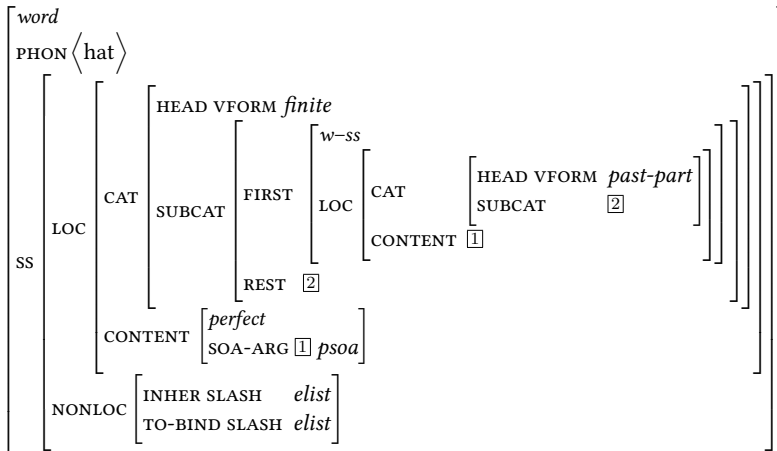 word
PHON ⟨hat⟩
HEAD VFORM finite
w–ss
HEAD VFORM past-part
CAT
FIRST
SUBCAT 2
CAT
SUBCAT
LOC
LOC
CONTENT 1
SS
REST 2
perfect
CONTENT
SOA-ARG 1 psoa
INHER SLASH elist
NONLOC
TO-BIND SLASH elist